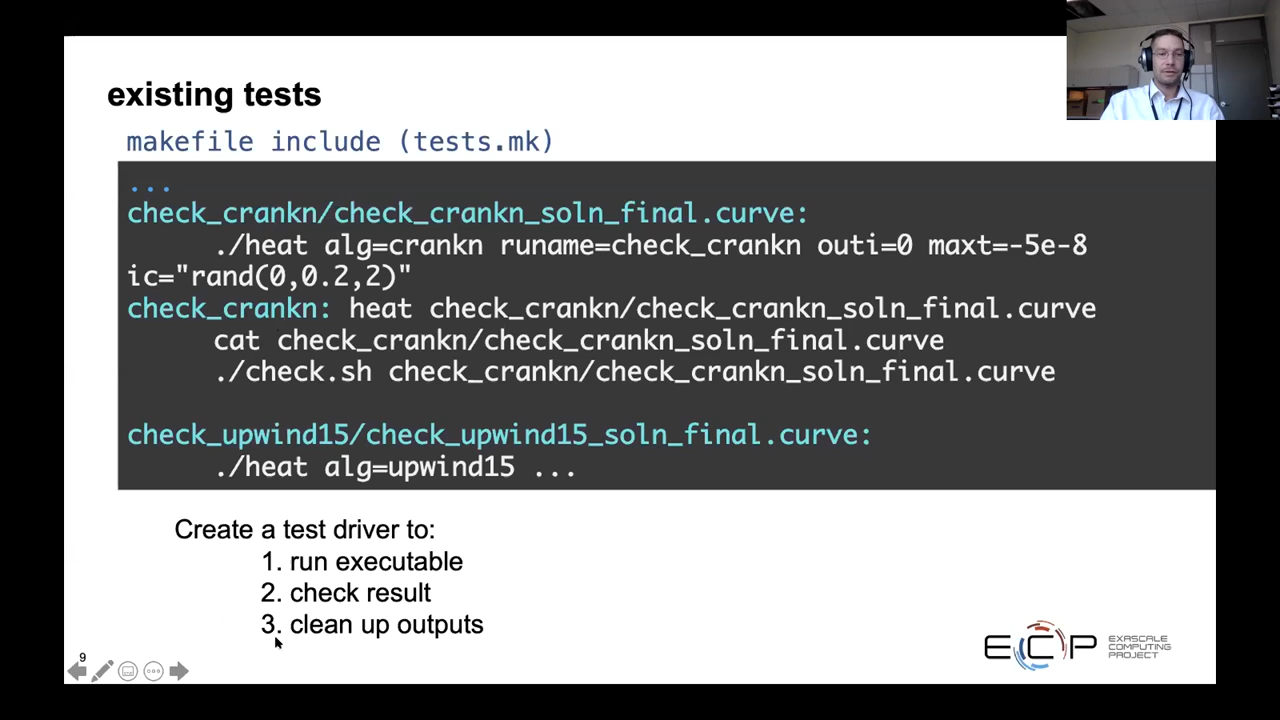 existing tests
makefile include (tests.mk)
...
check_crankn/check_crankn_soln_final.curve:
./heat alg=crankn runame=check_crankn outi=0 maxt=-5e-8
ic="rand(0,0.2,2)"
check_crankn: heat check_crankn/check_crankn_soln_final.curve
cat check_crankn/check_crankn_soln_final.curve
./check.sh check_crankn/check_crankn_soln_final.curve
check_upwind15/check_upwind15_soln_final.curve:
./heat alg=upwind15 ...
Create a test driver to:
1. run executable
2. check result
3. clean up outputs
9
ECP
EXASCALE
COMPUTING
PROJECT